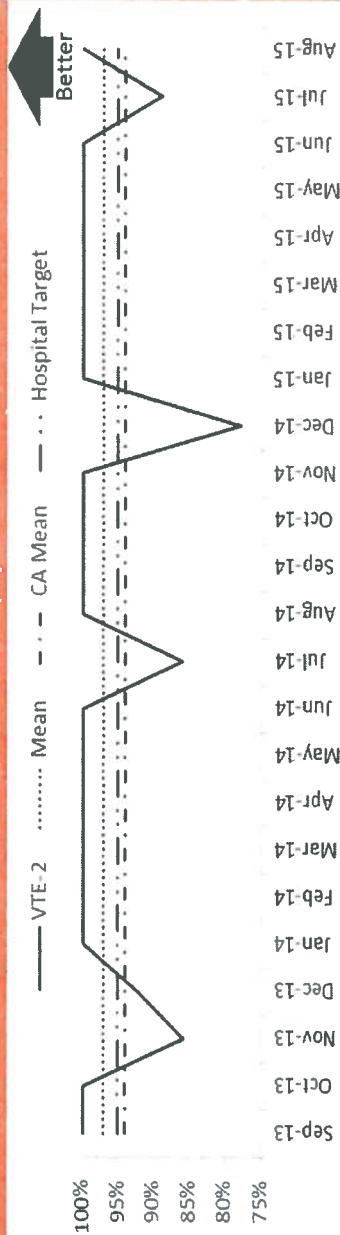 Better
VTE-2 Mean CA Mean Hospital Target
100%
95%
90%
85%
80%
75%
Sep-13 Oct-13 Nov-13 Dec-13 Jan-14 Feb-14 Mar-14 Apr-14 May-14 Jun-14 Jul-14 Aug-14 Sep-14 Oct-14 Nov-14 Dec-14 Jan-15 Feb-15 Mar-15 Apr-15 May-15 Jun-15 Jul-15 Aug-15